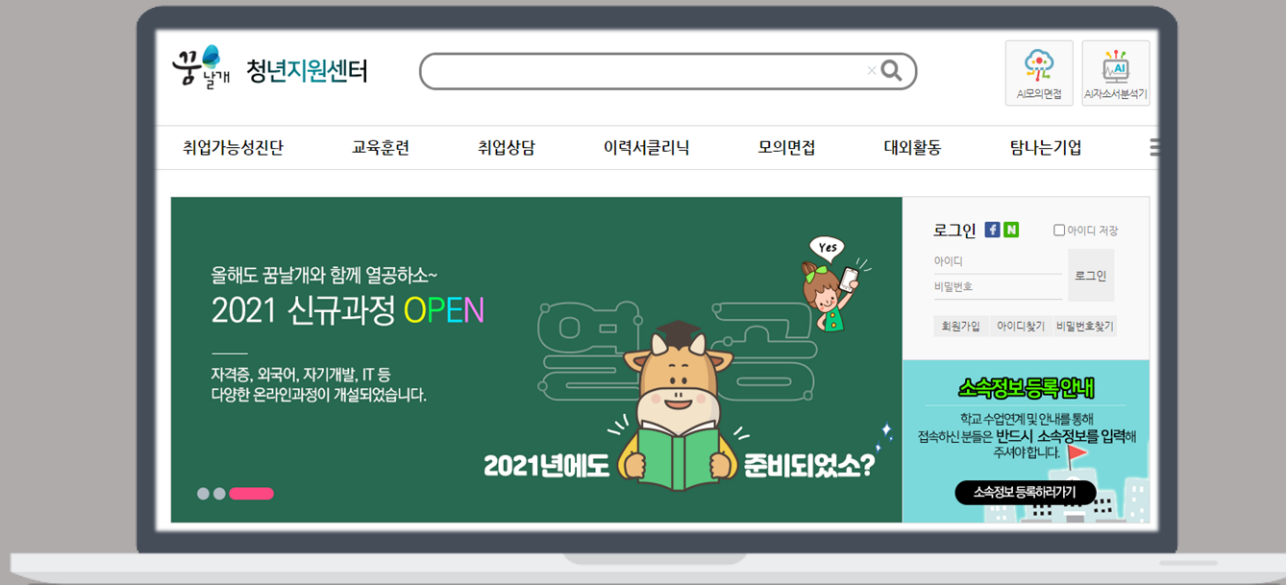 꿈날개 청년지원센터
AI모의면접
AI자소서분석기
취업가능성진단 교육훈련 취업상담 이력서클리닉 모의면접 대외활동 탐나는기업
올해도 꿈날개와 함께 열공하소~
2021 신규과정 OPEN
자격증, 외국어, 자기개발, IT 등
다양한 온라인과정이 개설되었습니다.
Yes
열공
2021년에도 준비되었소?
로그인 f N 아이디 저장
아이디
비밀번호
로그인
회원가입 아이디찾기 비밀번호찾기
소속정보 등록 안내
학교 수업연계 및 안내를 통해
접속하신 분들은 반드시 소속정보를 입력해
주셔야 합니다.
소속정보 등록하러가기